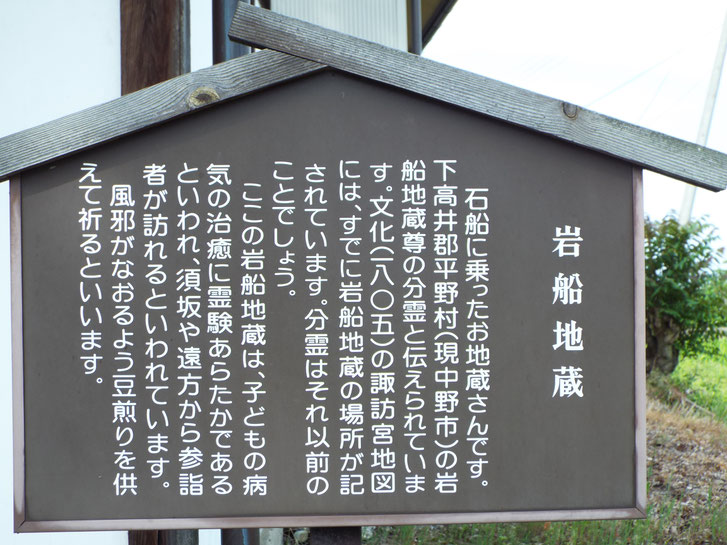 岩船地蔵
石船に乗ったお地蔵さんです。
下高井郡平野村(現中野市)の岩
船地蔵尊の分霊と伝えられていま
す。文化(一八〇五)の諏訪宮地図
には、すでに岩船地蔵の場所が記
されています。分霊はそれ以前の
ことでしょう。
ここの岩船地蔵は、子どもの病
気の治癒に霊験あらたかである
といわれ、須坂や遠方から参詣
者が訪れるといわれています。
風邪がなおるよう豆煎りを供
えて祈るといいます。